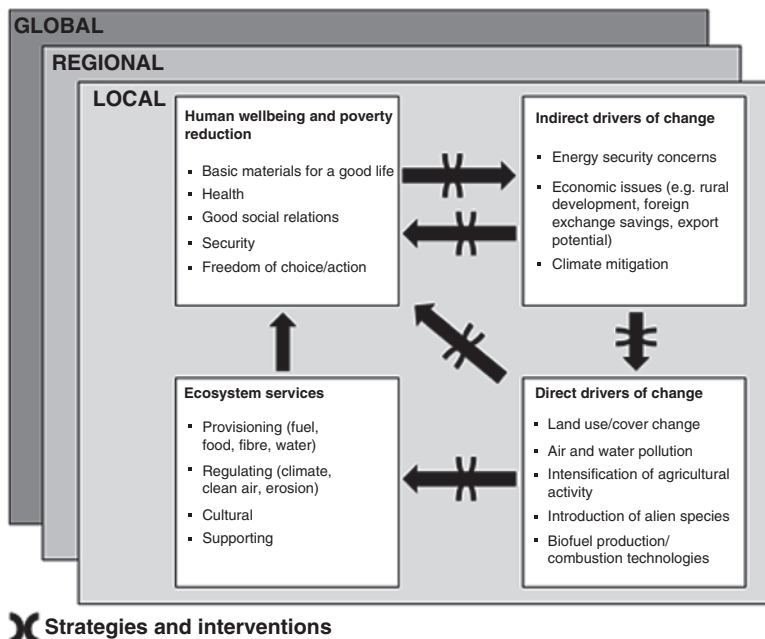 GLOBAL
REGIONAL
LOCAL
Human wellbeing and poverty
reduction
▪ Basic materials for a good life
▪ Health
▪ Good social relations
▪ Security
▪ Freedom of choice/action
Indirect drivers of change
▪ Energy security concerns
▪ Economic issues (e.g. rural
development, foreign
exchange savings, export
potential)
▪ Climate mitigation
Ecosystem services
▪ Provisioning (fuel,
food, fibre, water)
▪ Regulating (climate,
clean air, erosion)
▪ Cultural
▪ Supporting
Direct drivers of change
▪ Land use/cover change
▪ Air and water pollution
▪ Intensification of agricultural
activity
▪ Introduction of alien species
▪ Biofuel production/
combustion technologies
Strategies and interventions